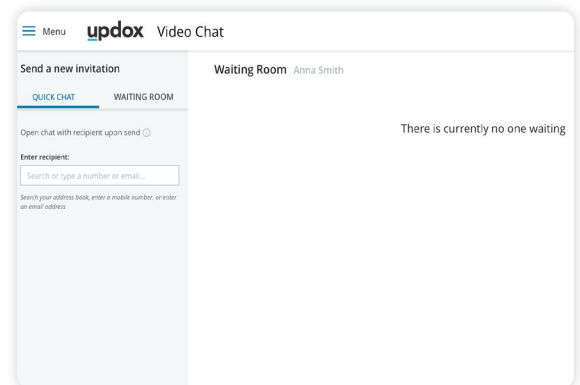 Menu updox Video Chat
Send a new invitation
QUICK CHAT WAITING ROOM
Open chat with recipient upon send
Enter recipient:
Search or type a number or email...
Search your address book, enter a mobile number, or enter
an email address
Waiting Room Anna Smith
There is currently no one waiting